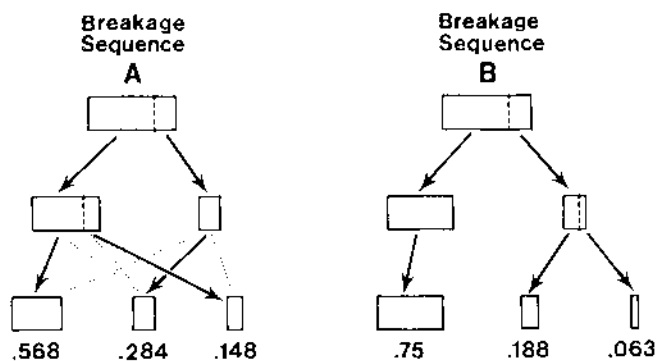 Breakage
Sequence
A
.568 .284 .148
Breakage
Sequence
B
.75 .188 .063